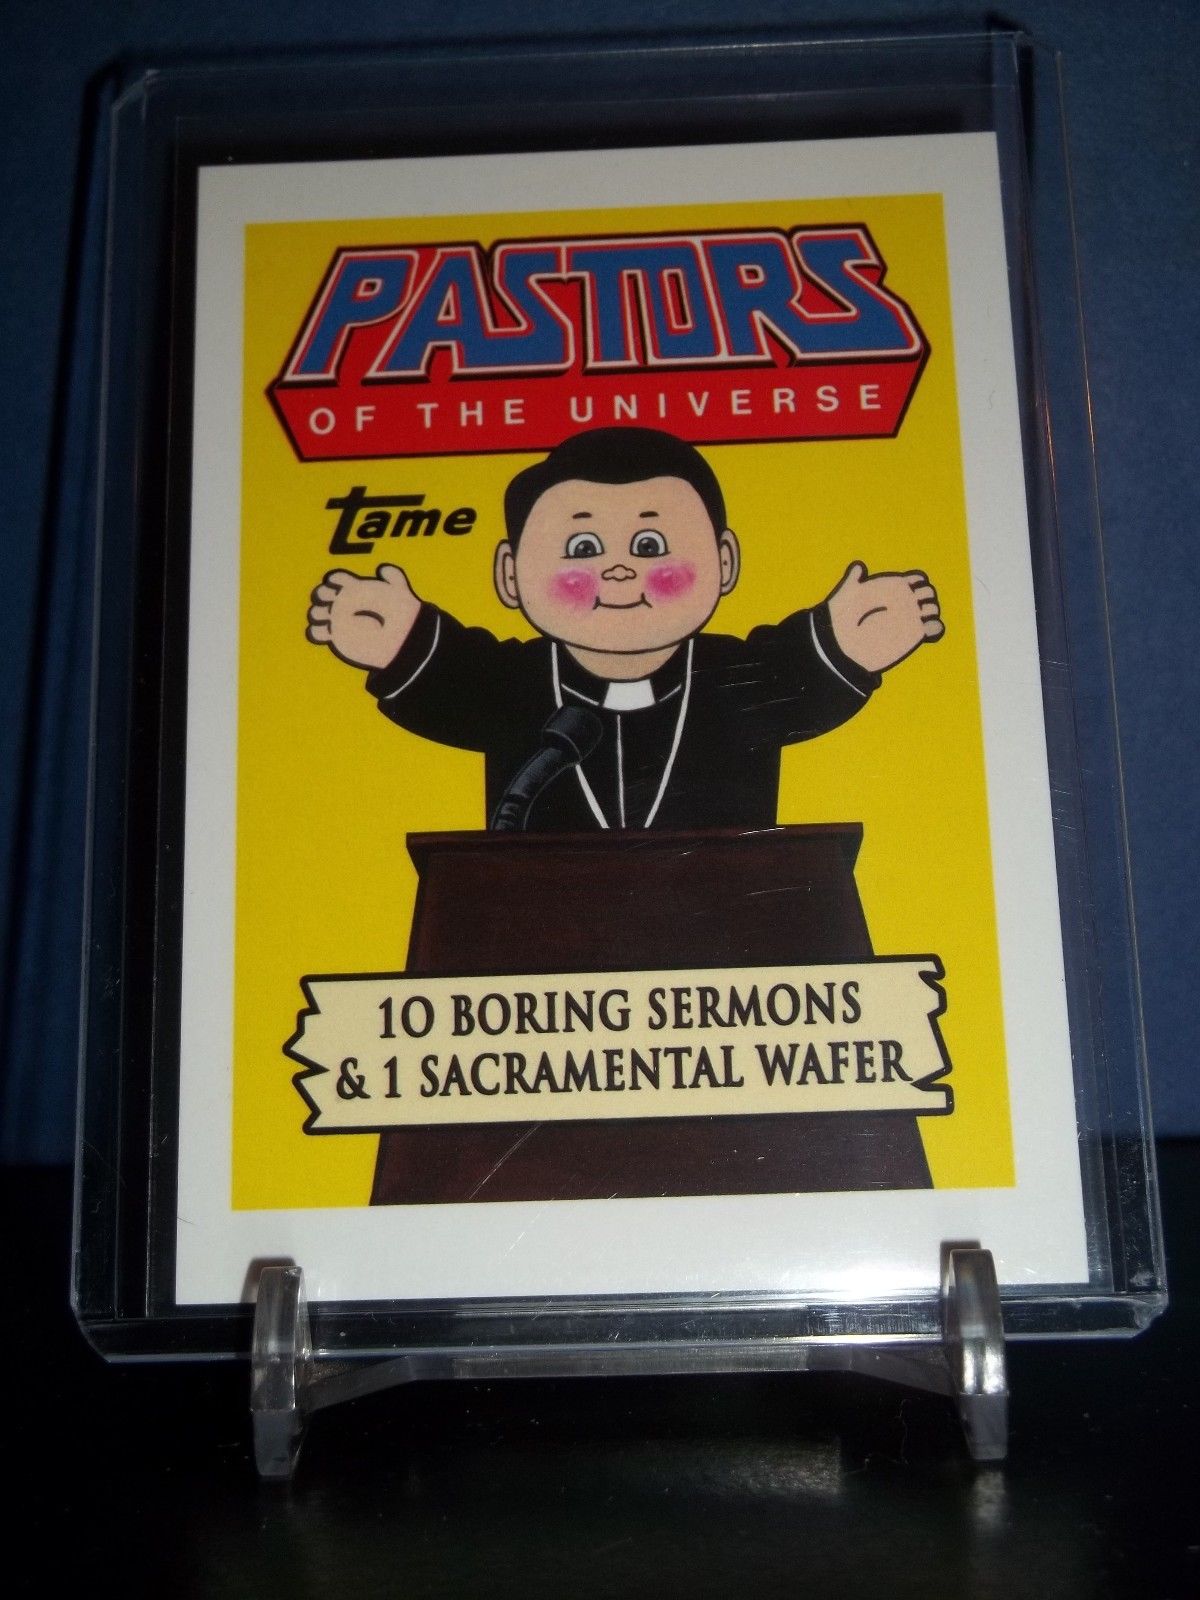 PASTORS
OF THE UNIVERSE
Tame
10 BORING SERMONS
& 1 SACRAMENTAL WAFER